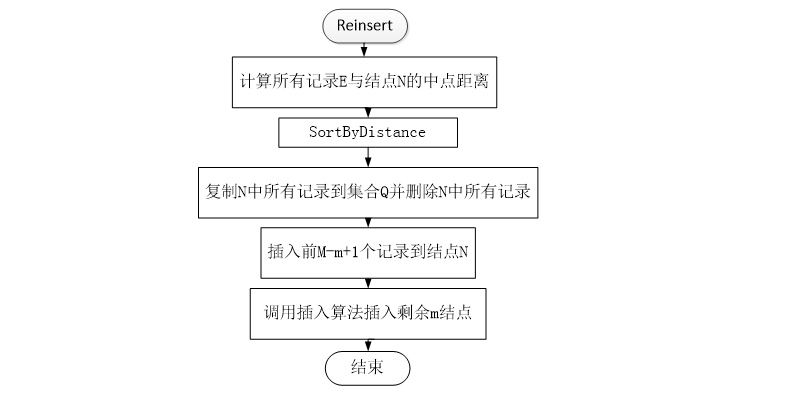 Reinsert
计算所有记录E与结点N的中点距离
SortByDistance
复制N中所有记录到集合Q并删除N中所有记录
插入前M-m+1个记录到结点N
调用插入算法插入剩余m结点
结束